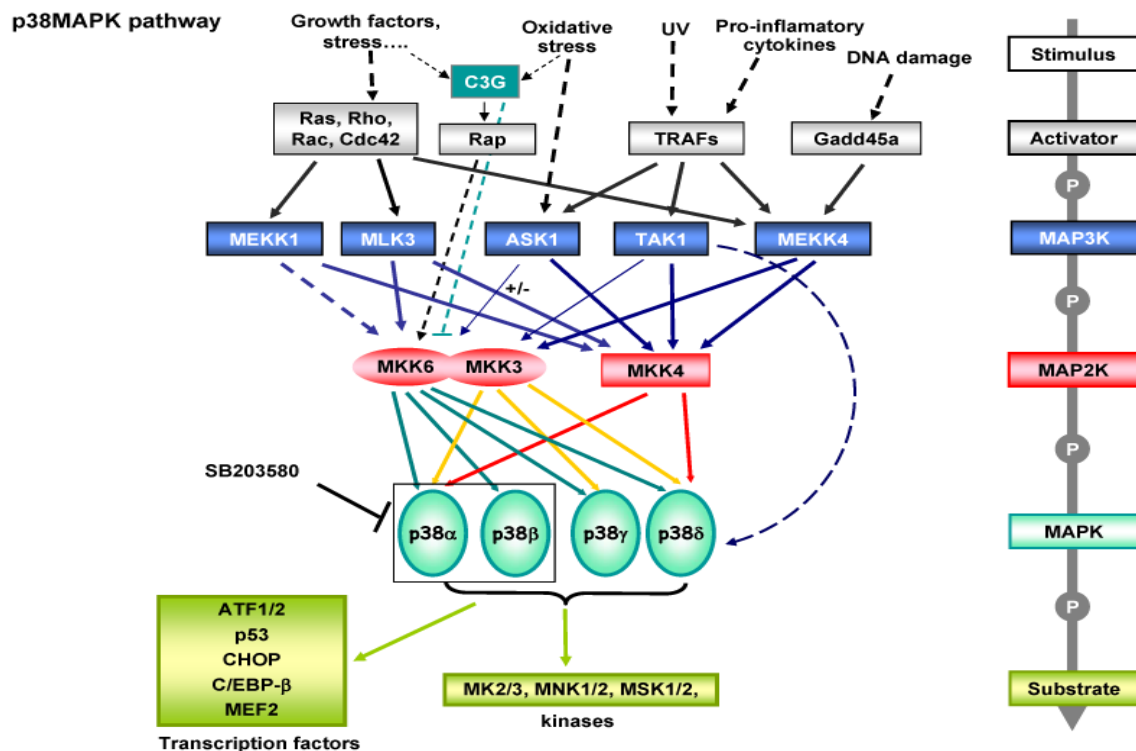 p38MAPK pathway
Growth factors,
stress....
Oxidative
stress
UV
Pro-inflamatory
cytokines
DNA damage
Stimulus
C3G
Ras, Rho,
Rac, Cdc42
Rap
TRAFs
Gadd45a
Activator
P
MEKK1
MLK3
ASK1
TAK1
MEKK4
MAP3K
+/-
P
MKK6
MKK3
MKK4
MAP2K
P
SB203580
p38α
p38β
p38γ
p38δ
MAPK
P
ATF1/2
p53
CHOP
C/EBP-β
MEF2
Transcription factors
MK2/3, MNK1/2, MSK1/2,
kinases
Substrate